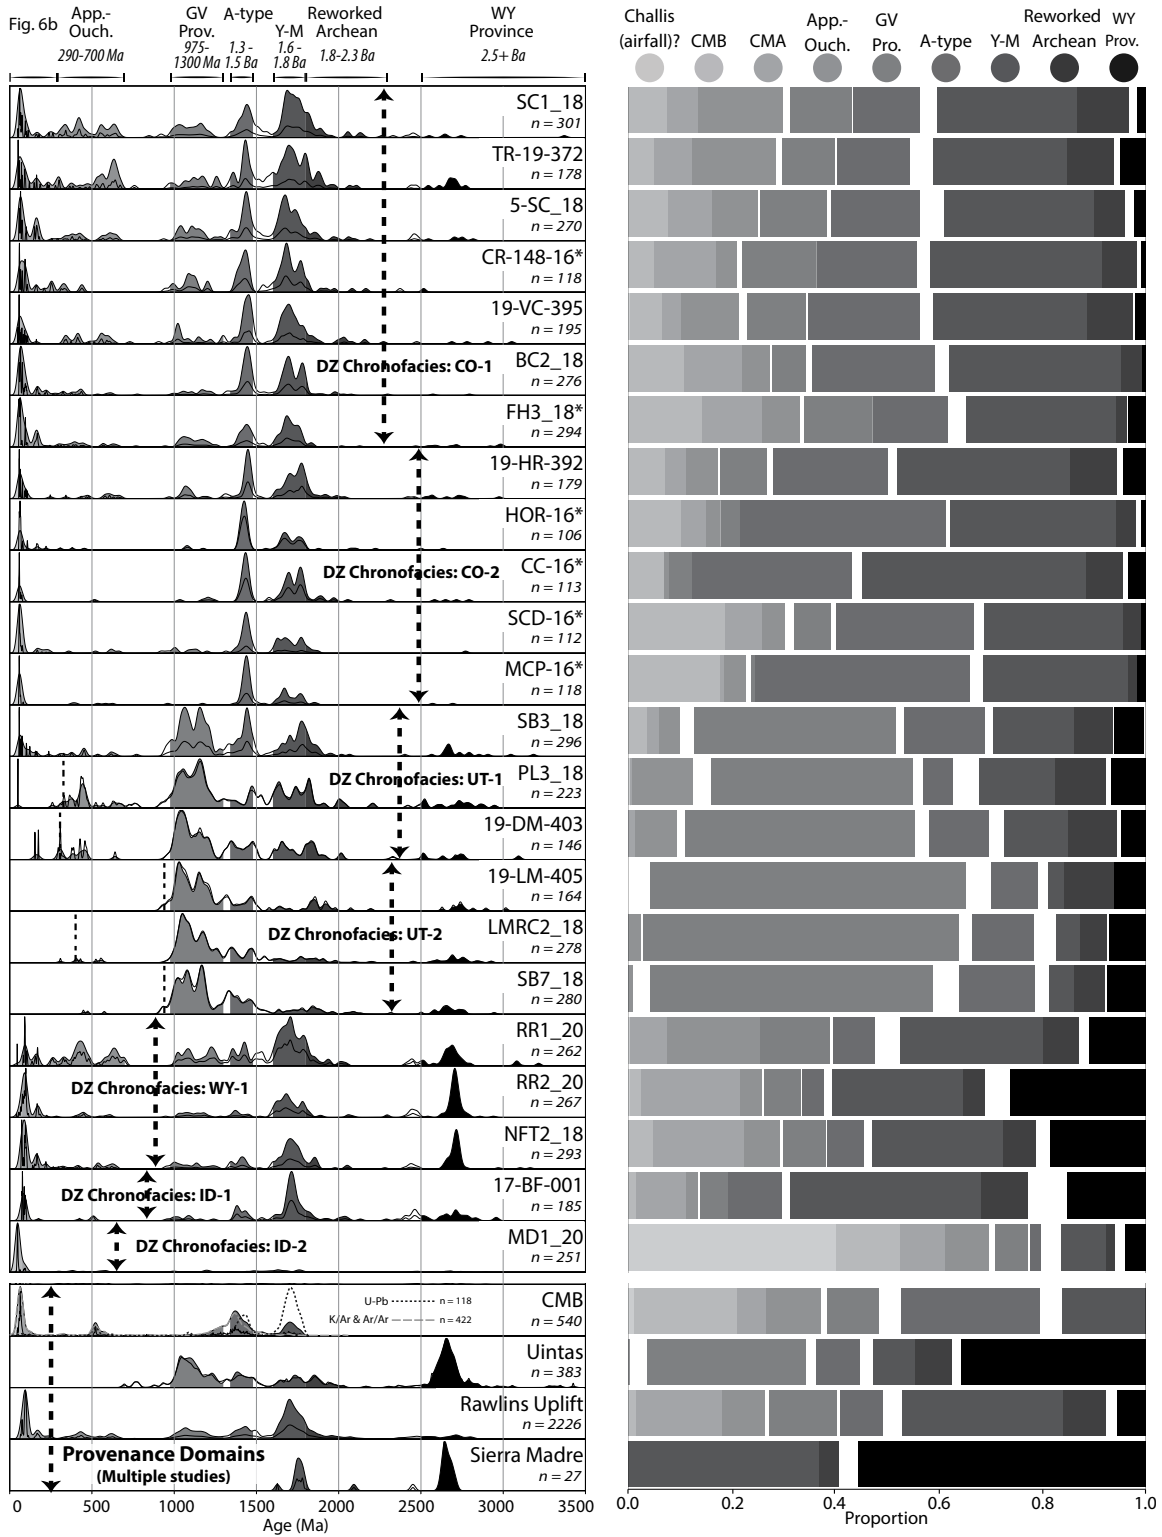 Fig. 6b
App.-
Ouch.
290-700 Ma
GV
Prov.
975-
1300 Ma
A-type
1.3 -
1.5 Ba
Y-M
1.6 -
1.8 Ba
Reworked
Archean
1.8-2.3 Ba
WY
Province
2.5+ Ba
Challis
(airfall)?
CMB
CMA
App.-
Ouch.
GV
Pro.
A-type
Y-M
Reworked
Archean
WY
Prov.
SC1_18
n = 301
TR-19-372
n = 178
5-SC_18
n = 270
CR-148-16*
n = 118
19-VC-395
n = 195
DZ Chronofacies: CO-1
BC2_18
n = 276
FH3_18*
n = 294
19-HR-392
n = 179
HOR-16*
n = 106
DZ Chronofacies: CO-2
CC-16*
n = 113
SCD-16*
n = 112
MCP-16*
n = 118
SB3_18
n = 296
DZ Chronofacies: UT-1
PL3_18
n = 223
19-DM-403
n = 146
19-LM-405
n = 164
DZ Chronofacies: UT-2
LMRC2_18
n = 278
SB7_18
n = 280
RR1_20
n = 262
DZ Chronofacies: WY-1
RR2_20
n = 267
NFT2_18
n = 293
DZ Chronofacies: ID-1
17-BF-001
n = 185
DZ Chronofacies: ID-2
MD1_20
n = 251
U-Pb n = 118
K/Ar & Ar/Ar n = 422
CMB
n = 540
Uintas
n = 383
Rawlins Uplift
n = 2226
Provenance Domains
(Multiple studies)
Sierra Madre
n = 27
0 500 1000 1500 2000 2500 3000 3500
Age (Ma)
0.0 0.2 0.4 0.6 0.8 1.0
Proportion